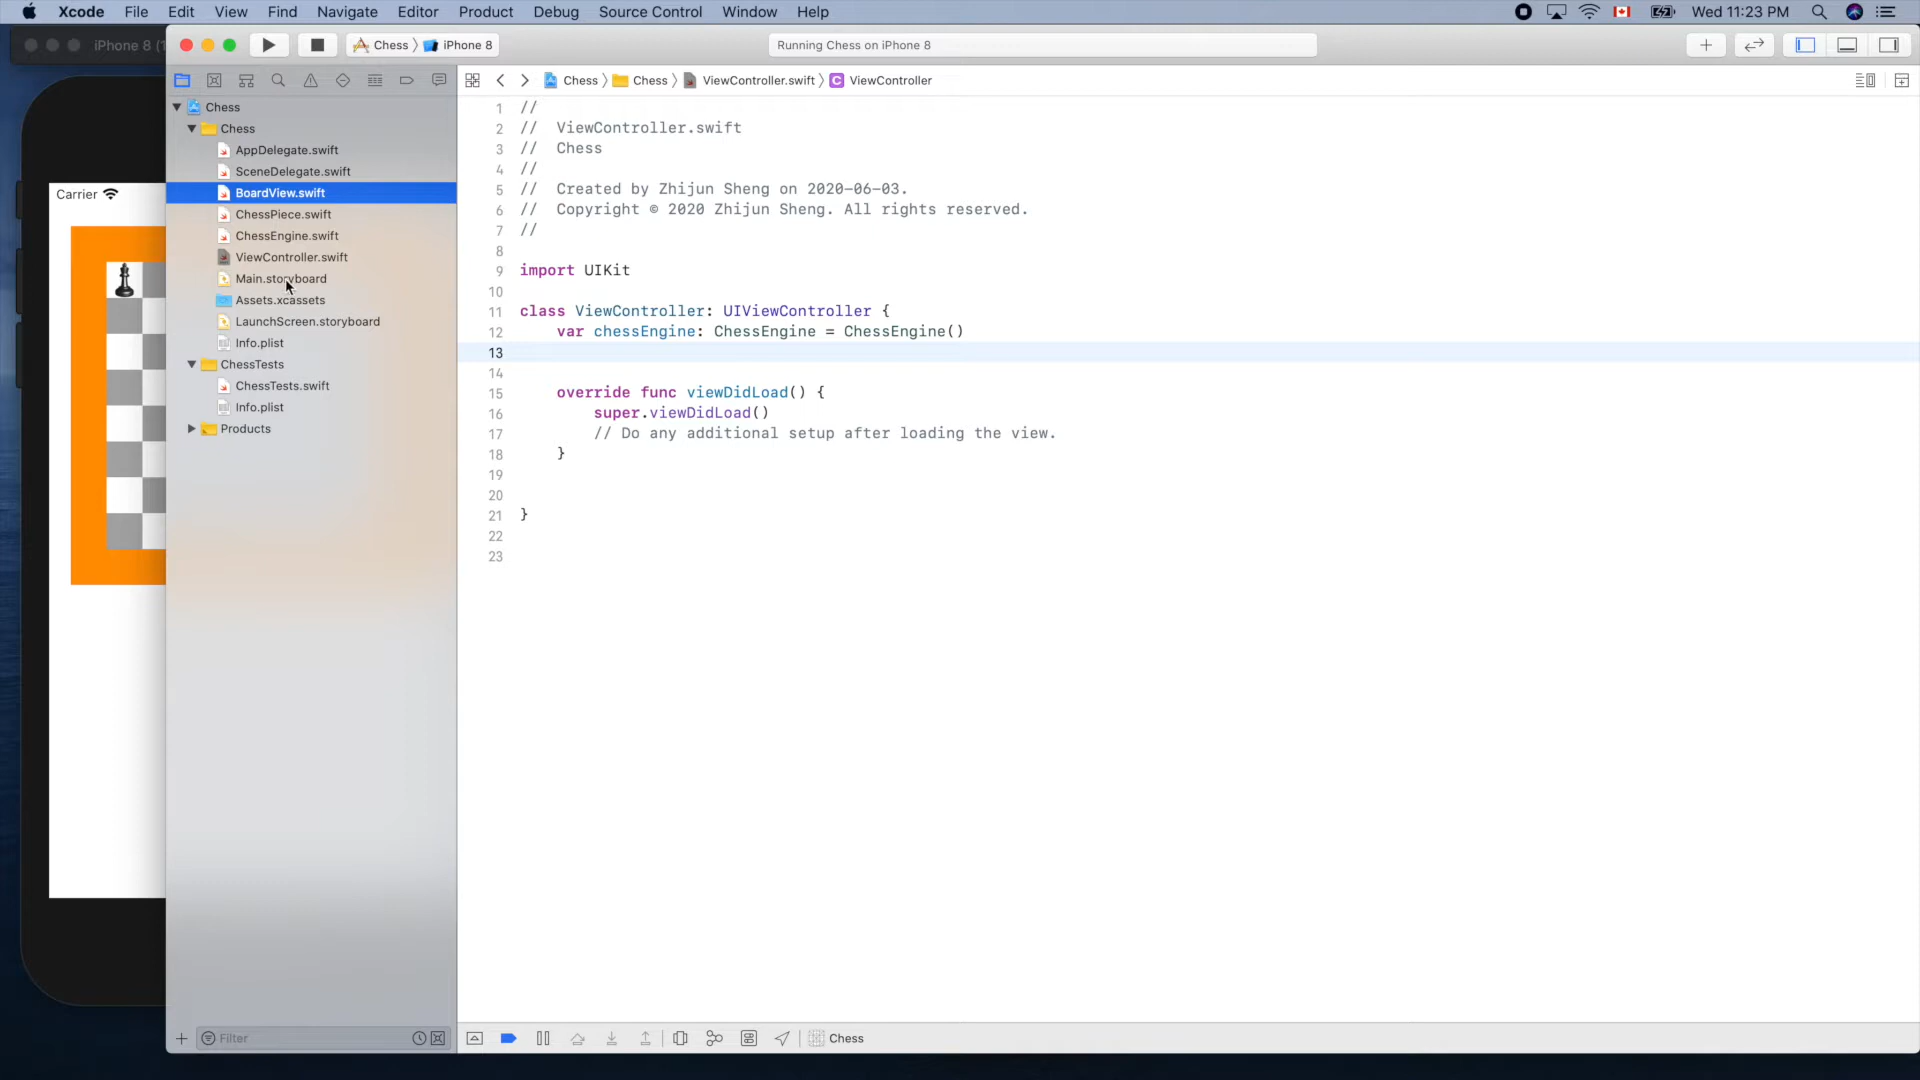 Xcode File Edit View Find Navigate Editor Product Debug Source Control Window Help Wed 11:23 PM
iPhone 8 (1
Chess iPhone 8 Running Chess on iPhone 8
Chess Chess ViewController.swift C ViewController
Carrier
Chess
Chess
AppDelegate.swift
SceneDelegate.swift
BoardView.swift
ChessPiece.swift
ChessEngine.swift
ViewController.swift
Main.storyboard
Assets.xcassets
LaunchScreen.storyboard
Info.plist
ChessTests
ChessTests.swift
Info.plist
Products
1 //
2 //  ViewController.swift
3 //  Chess
4 //
5 //  Created by Zhijun Sheng on 2020-06-03.
6 //  Copyright © 2020 Zhijun Sheng. All rights reserved.
7 //
8
9 import UIKit
10
11 class ViewController: UIViewController {
12     var chessEngine: ChessEngine = ChessEngine()
13
14
15     override func viewDidLoad() {
16         super.viewDidLoad()
17         // Do any additional setup after loading the view.
18     }
19
20
21 }
22
23
Filter
Chess